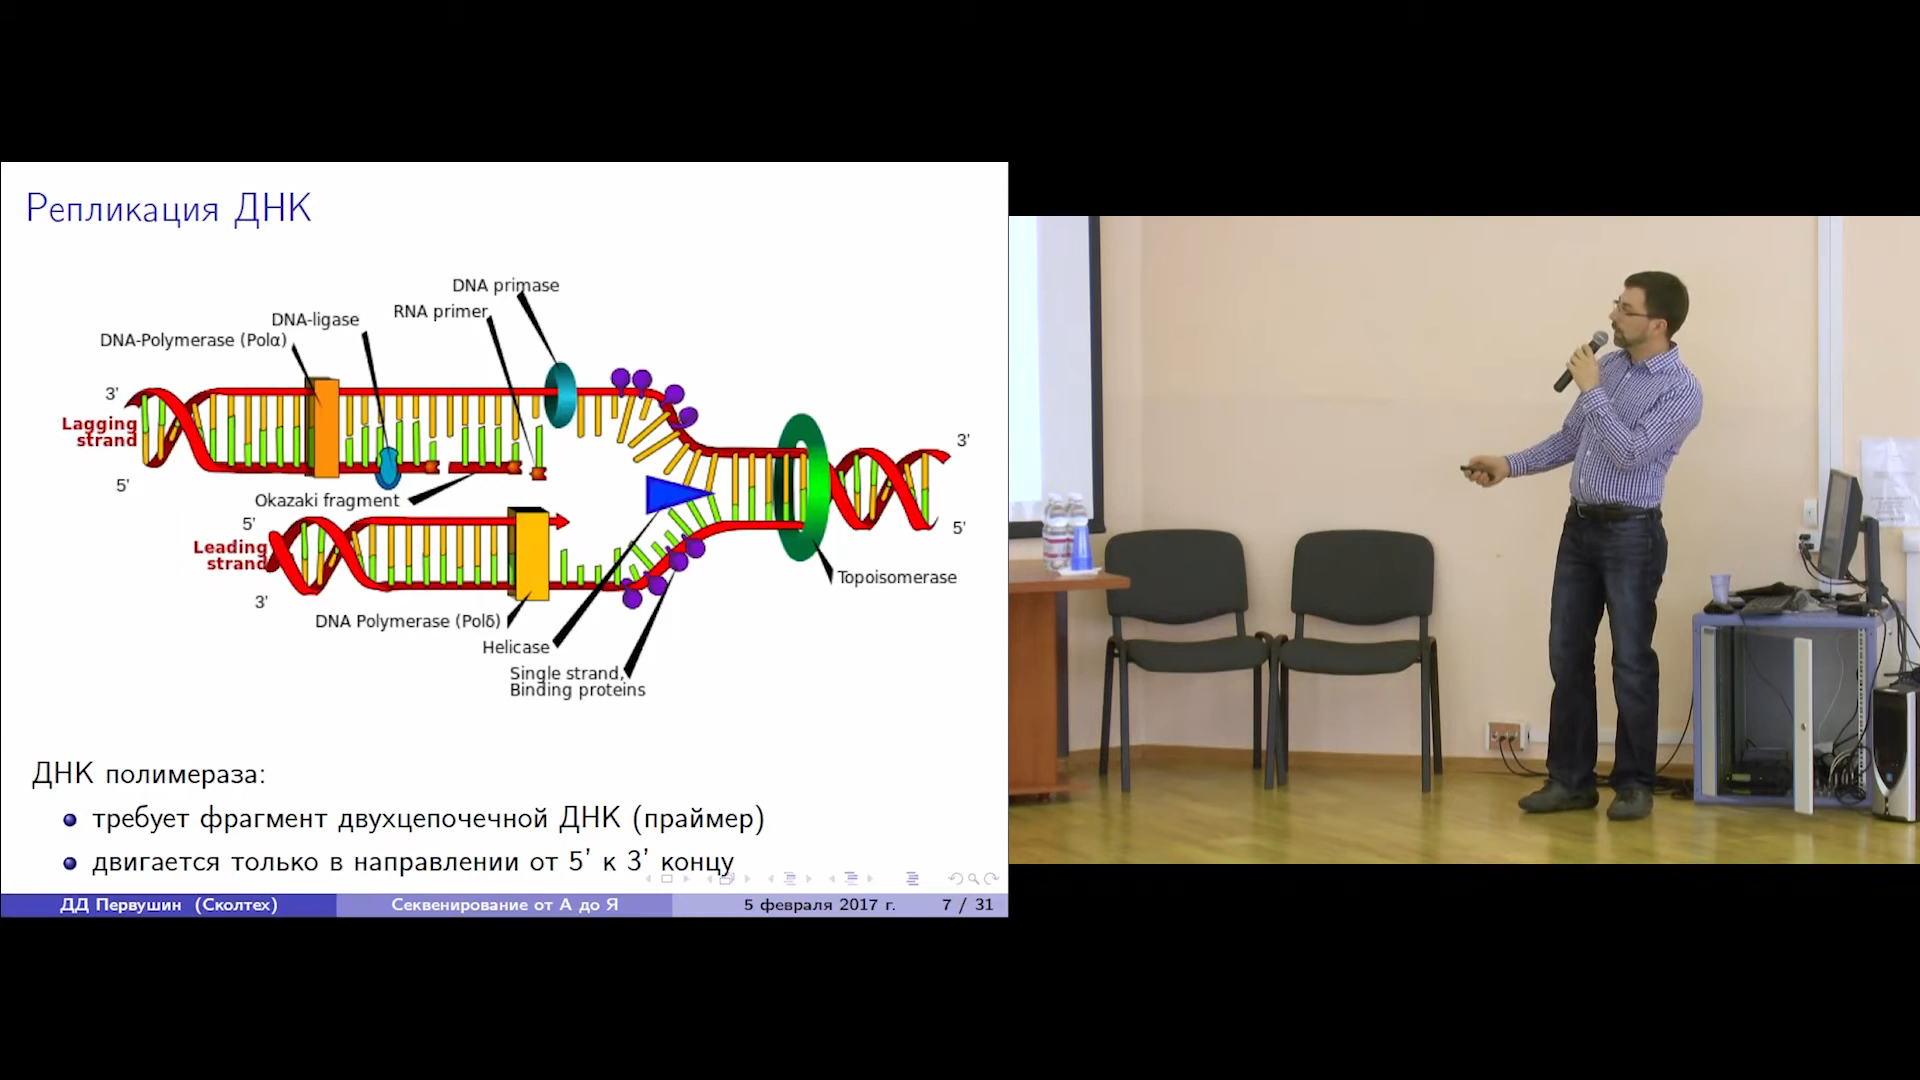 Репликация ДНК
DNA primase
RNA primer
DNA-ligase
DNA-Polymerase (Polα)
3'
Lagging
strand
5'
Okazaki fragment
5'
Leading
strand
3'
3'
5'
Topoisomerase
DNA Polymerase (Polδ)
Helicase
Single strand,
Binding proteins
ДНК полимераза:
требует фрагмент двухцепочечной ДНК (праймер)
двигается только в направлении от 5' к 3' концу
ДД Первушин (Сколтех)
Секвенирование от А до Я
5 февраля 2017 г.
7 / 31